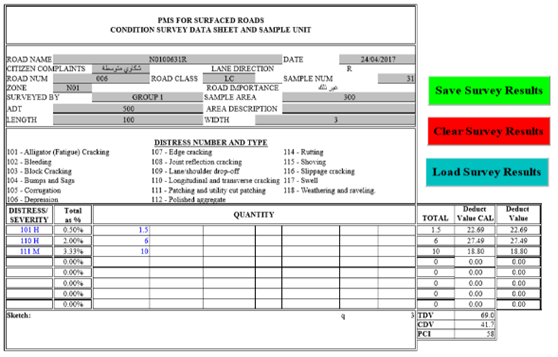 PMS FOR SURFACED ROADS
CONDITION SURVEY DATA SHEET AND SAMPLE UNIT
ROAD NAME N0100631R DATE 24/04/2017
CITIZEN COMPLAINTS شكاوي متوسطة LANE DIRECTION R
ROAD NUM 006 ROAD CLASS LC SAMPLE NUM 31
ZONE N01 ROAD IMPORTANCE غير ذلك
SURVEYED BY GROUP 1 SAMPLE AREA 300
ADT 500 AREA DESCRIPTION
LENGTH 100 WIDTH 3
Save Survey Results
Clear Survey Results
Load Survey Results
DISTRESS NUMBER AND TYPE
101 - Alligator (Fatigue) Cracking 107 - Edge cracking 114 - Rutting
102 - Bleeding 108 - Joint reflection cracking 115 - Shoving
103 - Block Cracking 109 - Lane/shoulder drop-off 116 - Slippage cracking
104 - Bumps and Sags 110 - Longitudinal and transverse cracking 117 - Swell
105 - Corrugation 111 - Patching and utility cut patching 118 - Weathering and raveling.
106 - Depression 112 - Polished aggregate
DISTRESS/ SEVERITY Total as % QUANTITY TOTAL Deduct Value CAL Deduct Value
101 H 0.50% 1.5 1.5 22.69 22.69
110 H 2.00% 6 6 27.49 27.49
111 M 3.33% 10 10 18.80 18.80
0.00% 0 0.00 0.00
0.00% 0 0.00 0.00
0.00% 0 0.00 0.00
0.00% 0 0.00 0.00
0.00% 0 0.00 0.00
Sketch: q 3 TDV 69.0
CDV 41.7
PCI 58